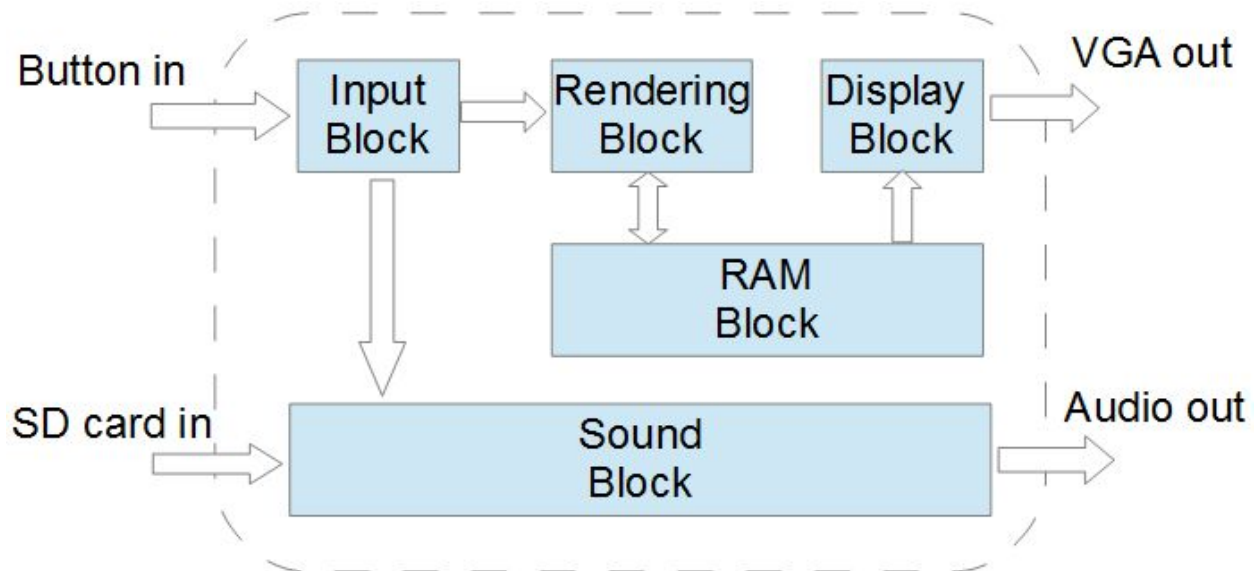 Button in
Input
Block
Rendering
Block
Display
Block
VGA out
RAM
Block
SD card in
Sound
Block
Audio out